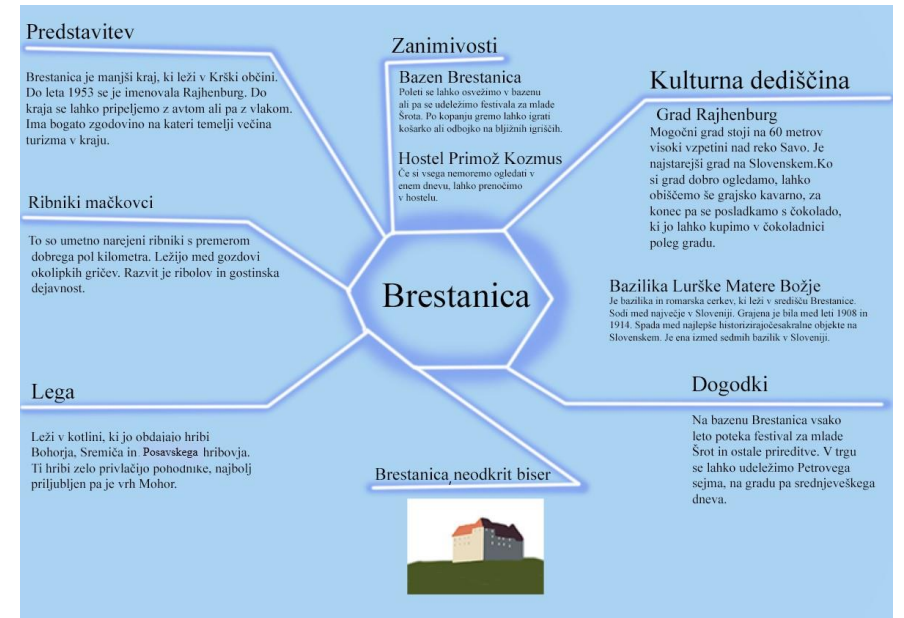 Predstavitev
Brestanica je manjši kraj, ki leži v Krški občini.
Do leta 1953 se je imenovala Rajhenburg. Do
kraja se lahko pripeljemo z avtom ali pa z vlakom.
Ima bogato zgodovino na kateri temelji večina
turizma v kraju.
Zanimivosti
Bazen Brestanica
Poleti se lahko osvežimo v bazenu
ali pa se udeležimo festivala za mlade
Šrota. Po kopanju gremo lahko igrati
košarko ali odbojko na bljižnih igriščih.
Hostel Primož Kozmus
Če si vsega nemoremo ogledati v
enem dnevu, lahko prenočimo
v hostelu.
Kulturna dediščina
Grad Rajhenburg
Mogočni grad stoji na 60 metrov
visoki vzpetini nad reko Savo. Je
najstarejši grad na Slovenskem.Ko
si grad dobro ogledamo, lahko
obiščemo še grajsko kavarno, za
konec pa se posladkamo s čokolado,
ki jo lahko kupimo v čokoladnici
poleg gradu.
Bazilika Lurške Matere Božje
Je bazilika in romarska cerkev, ki leži v središču Brestanice.
Sodi med največje v Sloveniji. Grajena je bila med leti 1908 in
1914. Spada med najlepše historizirajočesakralne objekte na
Slovenskem. Je ena izmed sedmih bazilik v Sloveniji.
Ribniki mačkovci
To so umetno narejeni ribniki s premerom
dobrega pol kilometra. Ležijo med gozdovi
okolipkih gričev. Razvit je ribolov in gostinska
dejavnost.
Brestanica
Lega
Leži v kotlini, ki jo obdajajo hribi
Bohorja, Sremiča in Posavskega hribovja.
Ti hribi zelo privlačijo pohodnike, najbolj
priljubljen pa je vrh Mohor.
Brestanica,neodkrit biser
Dogodki
Na bazenu Brestanica vsako
leto poteka festival za mlade
Šrot in ostale prireditve. V trgu
se lahko udeležimo Petrovega
sejma, na gradu pa srednjeveškega
dneva.